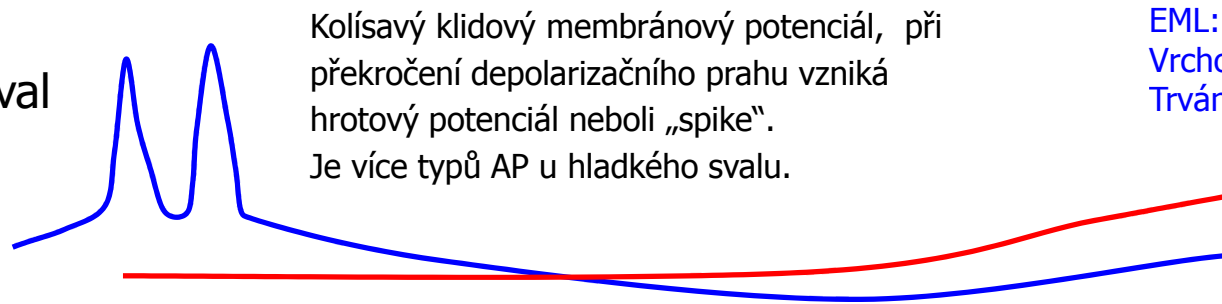 Kolísavý klidový membránový potenciál, při
překročení depolarizačního prahu vzniká
hrotový potenciál neboli „spike“.
Je více typů AP u hladkého svalu.
EML: